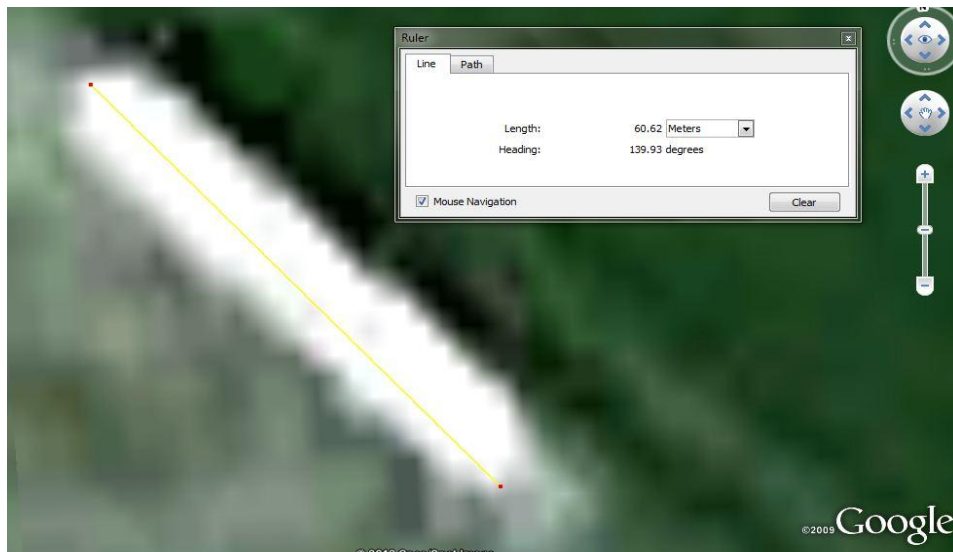 N
Ruler
Line Path
Length: 60.62 Meters
Heading: 139.93 degrees
Mouse Navigation Clear
©2009 Google